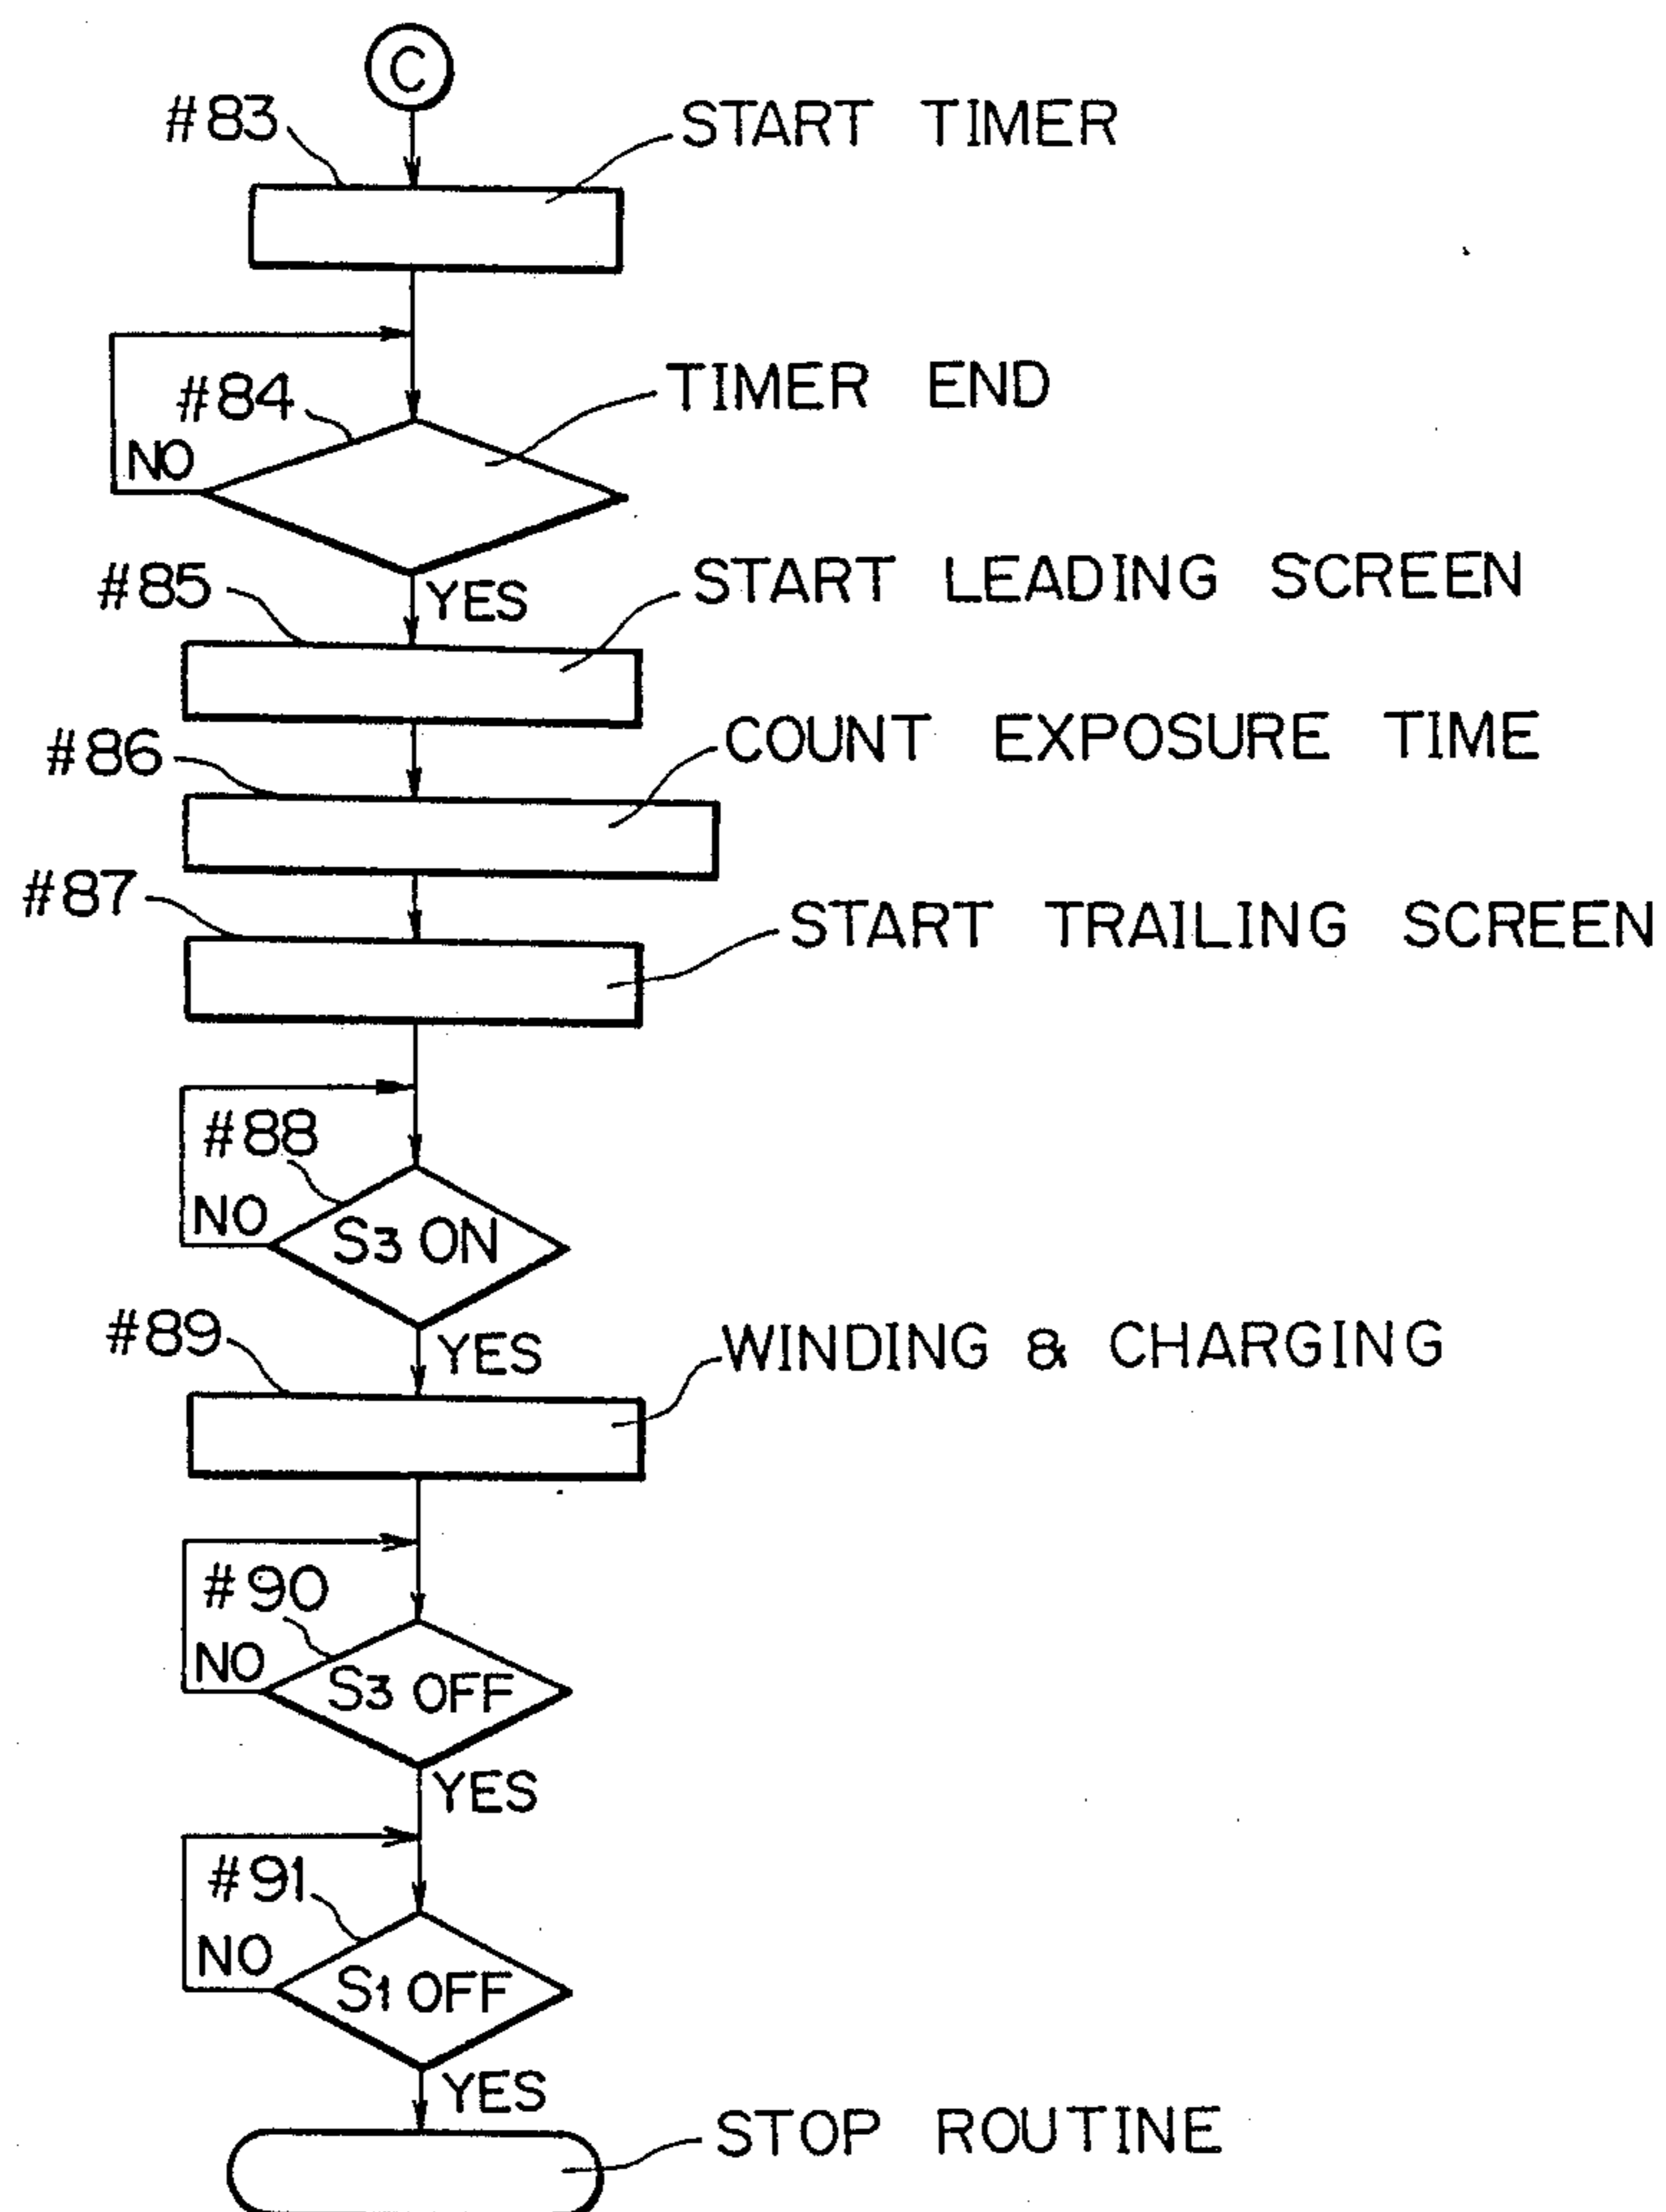 C
#83
START TIMER
#84
TIMER END
NO
YES
#85
START LEADING SCREEN
#86
COUNT EXPOSURE TIME
#87
START TRAILING SCREEN
#88
NO
S3 ON
YES
#89
WINDING & CHARGING
#90
NO
S3 OFF
YES
#91
NO
S1 OFF
YES
STOP ROUTINE